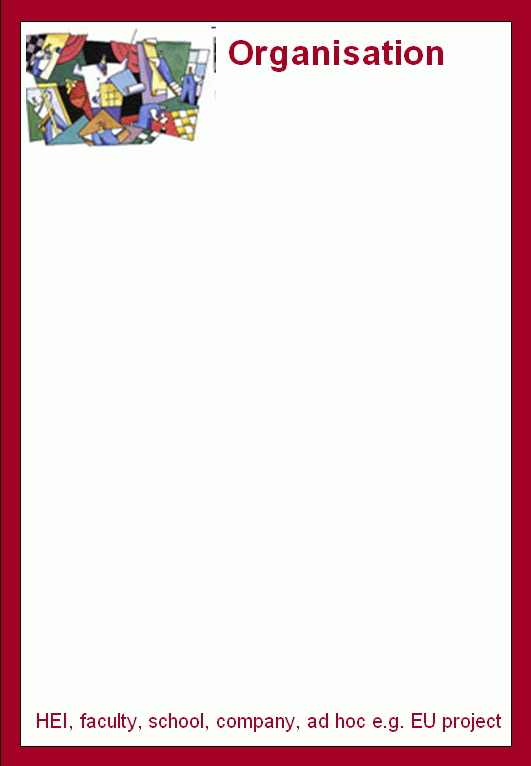 Organisation
HEI, faculty, school, company, ad hoc e.g. EU project